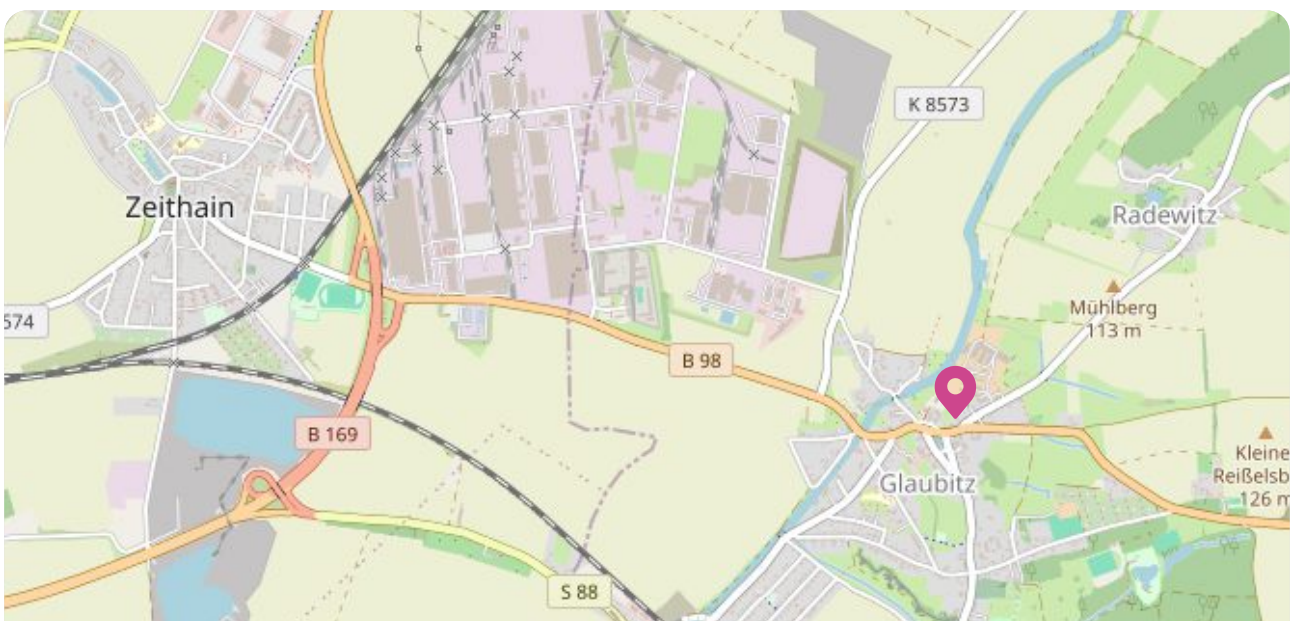 K 8573
Zeithain
Radewitz
Mühlberg
113 m
574
B 98
B 169
Kleine
Reißelsb
126 m
Glaubitz
S 88